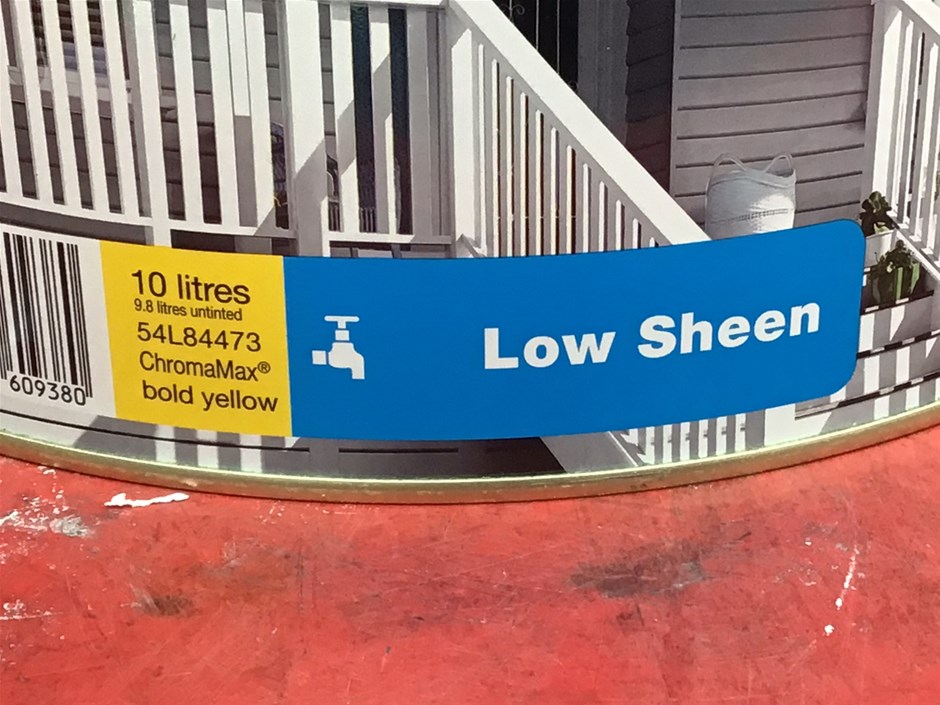 10 litres
9.8 litres untinted
54L84473
ChromaMax®
bold yellow
609380
Low Sheen